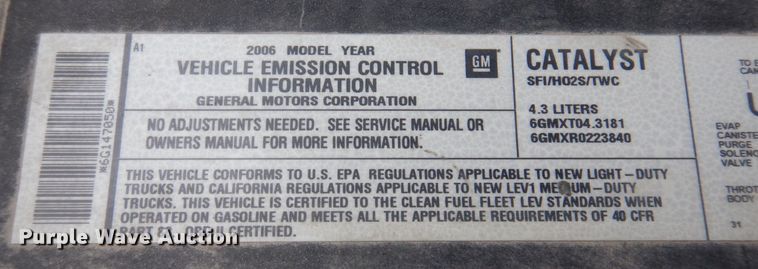 A1
2006 MODEL YEAR
VEHICLE EMISSION CONTROL
INFORMATION
GENERAL MOTORS CORPORATION
GM
NO ADJUSTMENTS NEEDED. SEE SERVICE MANUAL OR
OWNERS MANUAL FOR MORE INFORMATION.
CATALYST
SFI/HO2S/TWC
4.3 LITERS
6GMXT04.3181
6GMXR0223840
THIS VEHICLE CONFORMS TO U.S. EPA REGULATIONS APPLICABLE TO NEW LIGHT-DUTY
TRUCKS AND CALIFORNIA REGULATIONS APPLICABLE TO NEW LEV1 MEDIUM-DUTY
TRUCKS. THIS VEHICLE IS CERTIFIED TO THE CLEAN FUEL FLEET LEV STANDARDS WHEN
OPERATED ON GASOLINE AND MEETS ALL THE APPLICABLE REQUIREMENTS OF 40 CFR
PART CERTIFIED.
*6G147050*
EVAP
CANISTE
PURGE
SOLENO
VALVE
THROT
BODY
31
Purple Wave Auction